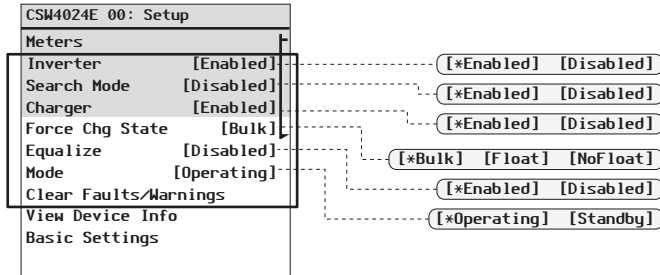 CSW4024E 00: Setup
Meters
Inverter [Enabled] [*Enabled] [Disabled]
Search Mode [Disabled] [*Enabled] [Disabled]
Charger [Enabled] [*Enabled] [Disabled]
Force Chg State [Bulk] [*Bulk] [Float] [NoFloat]
Equalize [Disabled] [*Enabled] [Disabled]
Mode [Operating] [*Operating] [Standby]
Clear Faults/Warnings
View Device Info
Basic Settings